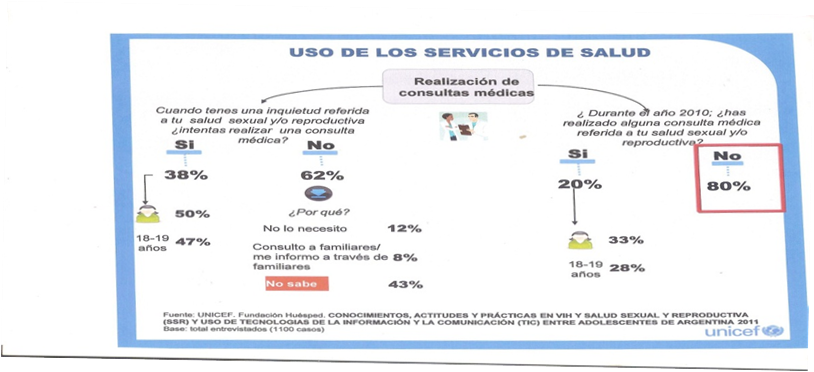 USO DE LOS SERVICIOS DE SALUD
Realización de
consultas médicas
Cuando tenes una inquietud referida
a tu salud sexual y/o reproductiva
¿intentas realizar una consulta
médica?
Si
No
38%
62%
50%
18-19
años
47%
¿Por qué?
No lo necesito 12%
Consulto a familiares/
me informo a través de 8%
familiares
No sabe 43%
¿ Durante el año 2010; ¿has
realizado alguna consulta médica
referida a tu salud sexual y/o
reproductiva?
Si
No
20%
80%
33%
18-19
años
28%
Fuente: UNICEF. Fundación Huésped. CONOCIMIENTOS, ACTITUDES Y PRÁCTICAS EN VIH Y SALUD SEXUAL Y REPRODUCTIVA
(SSR) Y USO DE TECNOLOGIAS DE LA INFORMACIÓN Y LA COMUNICACIÓN (TIC) ENTRE ADOLESCENTES DE ARGENTINA 2011
Base: total entrevistados (1100 casos)
unicef